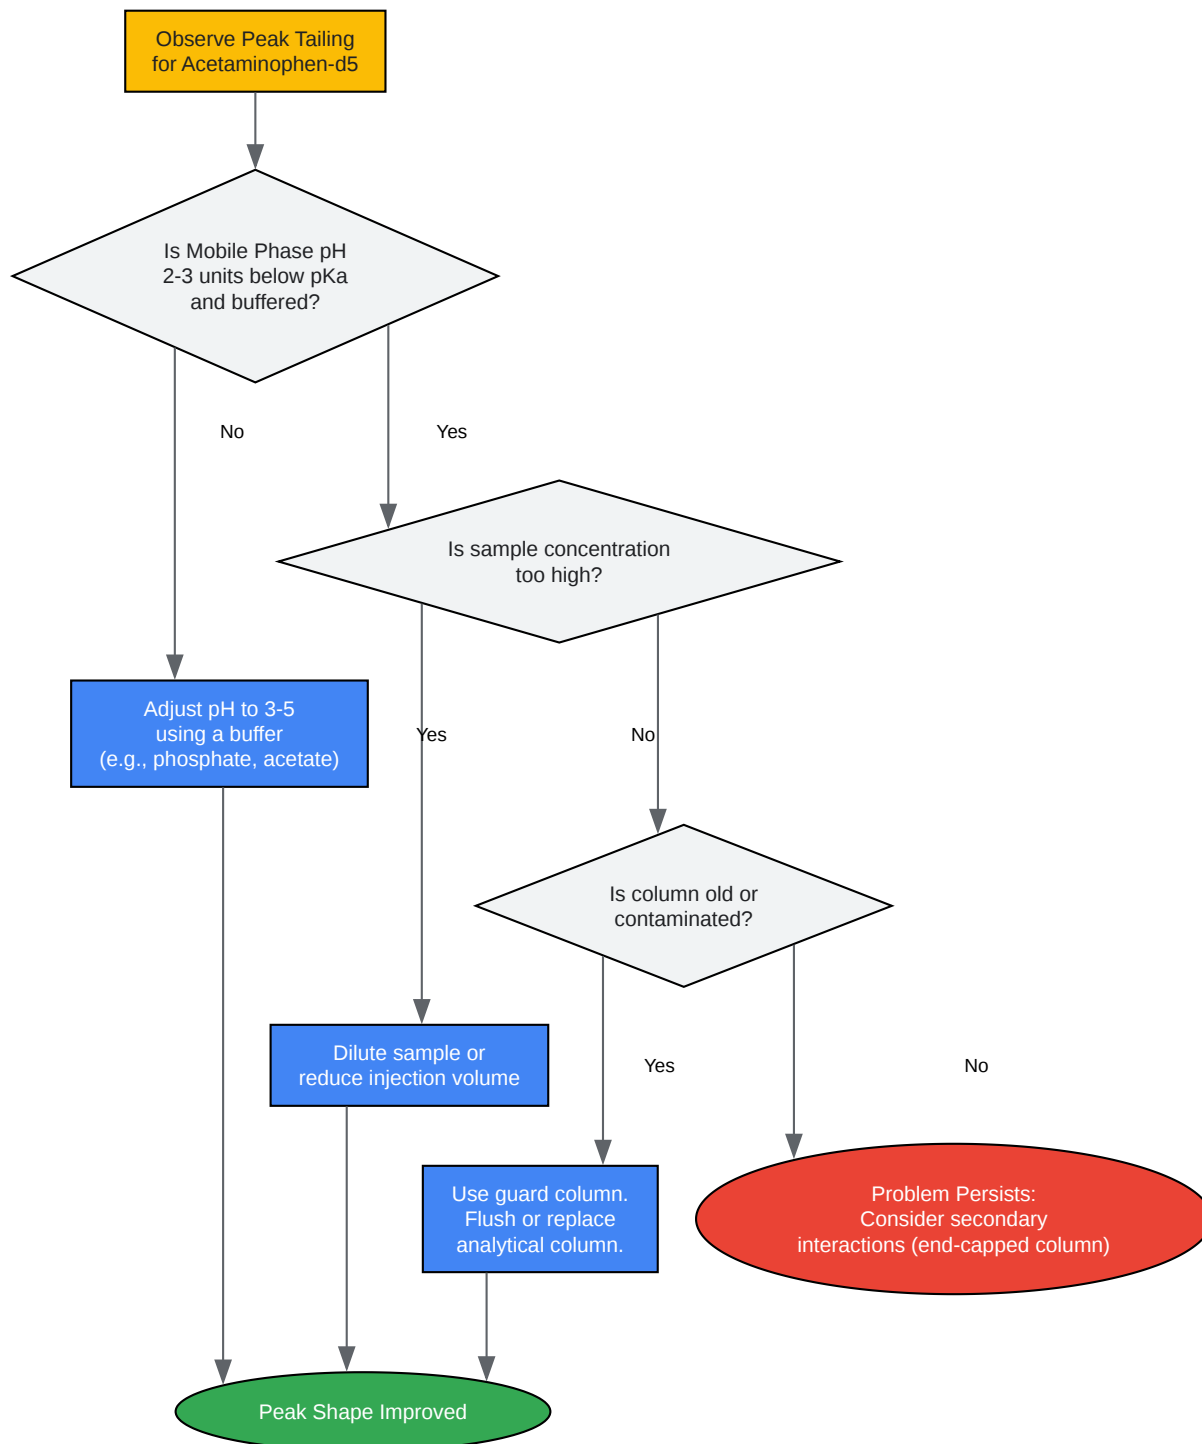 Observe Peak Tailing
for Acetaminophen-d5
Is Mobile Phase pH
2-3 units below pKa
and buffered?
No
Yes
Is sample concentration
too high?
Adjust pH to 3-5
using a buffer
(e.g., phosphate, acetate)
Yes
No
Is column old or
contaminated?
Dilute sample or
reduce injection volume
Yes
No
Use guard column.
Flush or replace
analytical column.
Problem Persists:
Consider secondary
interactions (end-capped column)
Peak Shape Improved